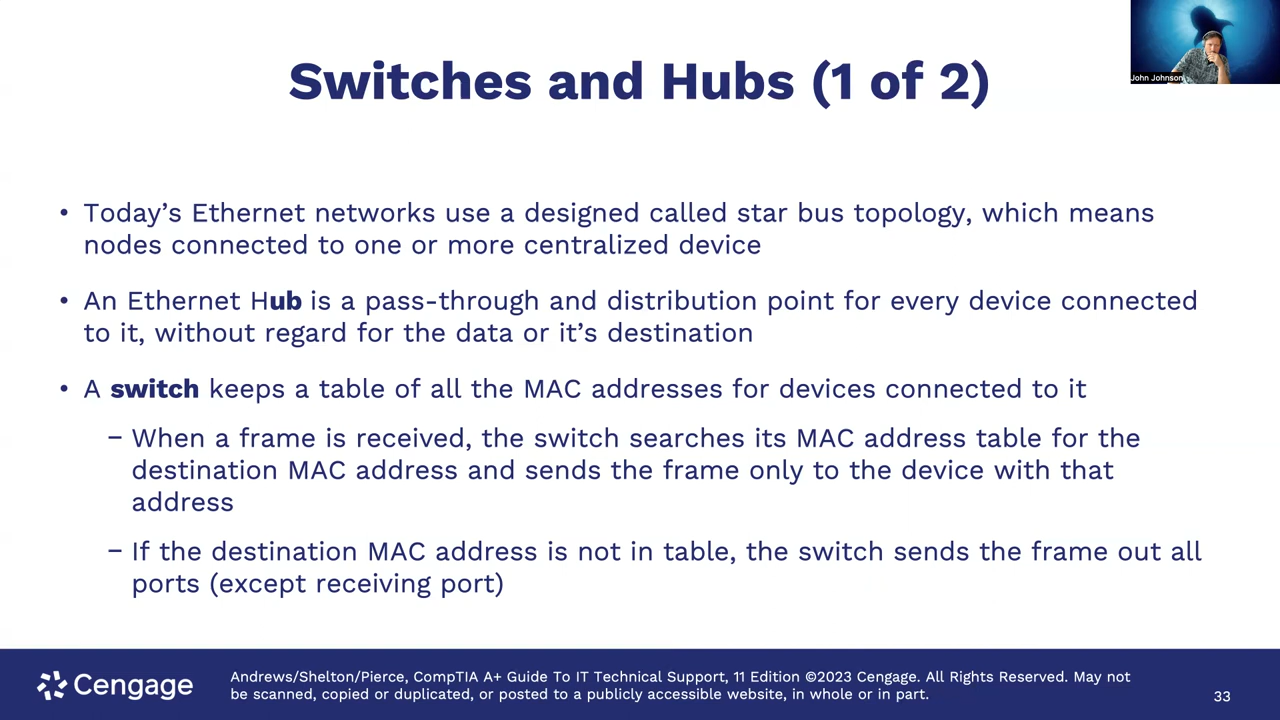 Switches and Hubs (1 of 2)
John Johnson
• Today's Ethernet networks use a designed called star bus topology, which means
nodes connected to one or more centralized device
• An Ethernet Hub is a pass-through and distribution point for every device connected
to it, without regard for the data or it's destination
• A switch keeps a table of all the MAC addresses for devices connected to it
– When a frame is received, the switch searches its MAC address table for the
destination MAC address and sends the frame only to the device with that
address
– If the destination MAC address is not in table, the switch sends the frame out all
ports (except receiving port)
Cengage
Andrews/Shelton/Pierce, CompTIA A+ Guide To IT Technical Support, 11 Edition ©2023 Cengage. All Rights Reserved. May not
be scanned, copied or duplicated, or posted to a publicly accessible website, in whole or in part.
33